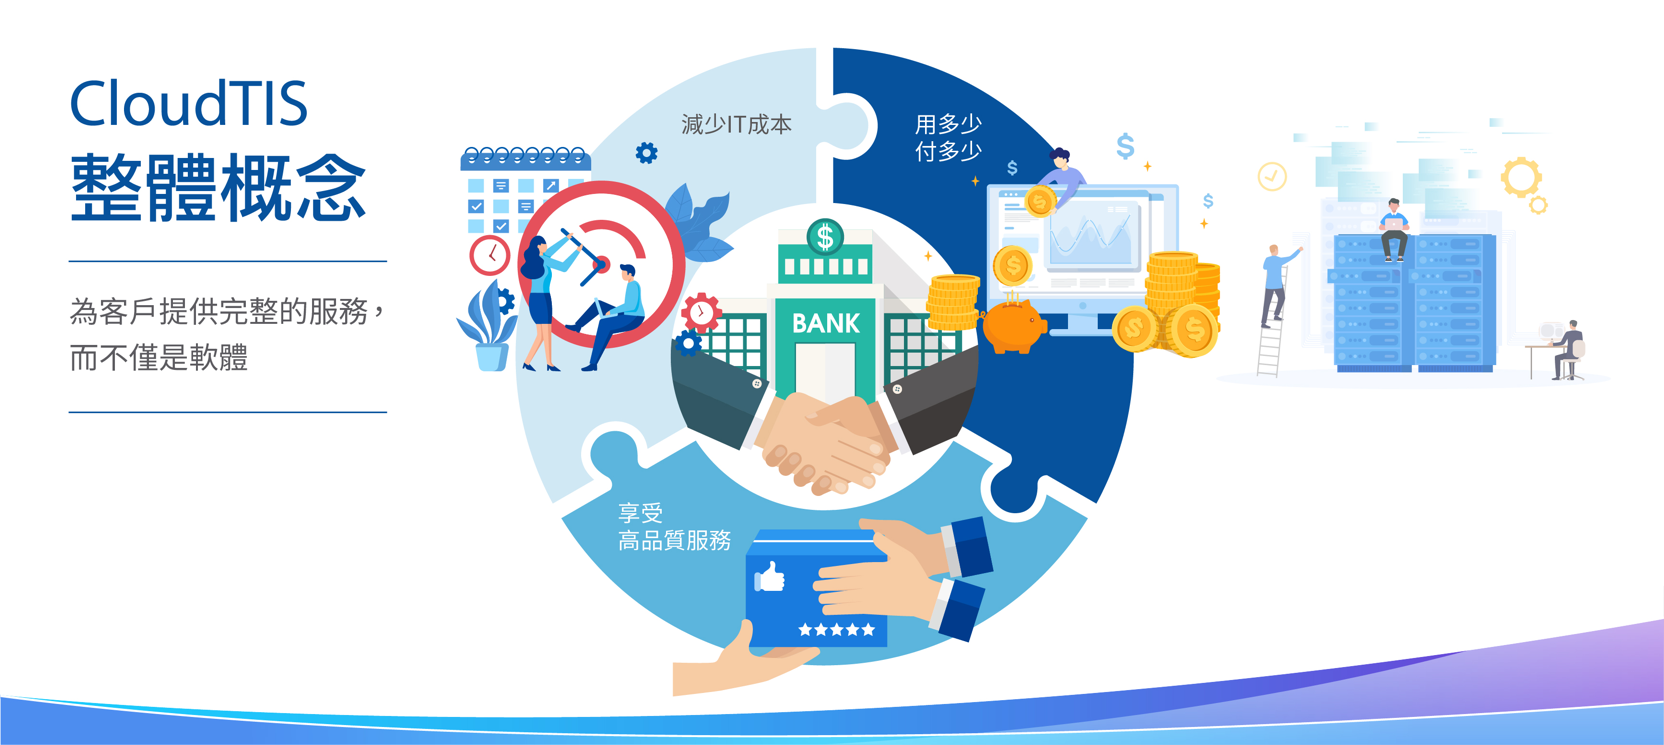 CloudTIS
整體概念
為客戶提供完整的服務，
而不僅是軟體
減少IT成本
用多少
付多少
BANK
享受
高品質服務